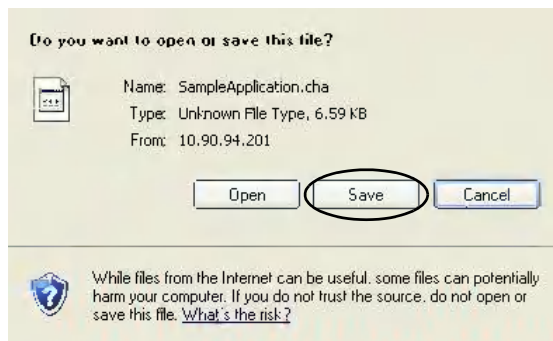 Do you want to open or save this file?
Name: SampleApplication.cha
Type: Unknown File Type, 6.59 KB
From: 10.90.94.201
Open Save Cancel
While files from the Internet can be useful, some files can potentially
harm your computer. If you do not trust the source, do not open or
save this file. What's the risk?